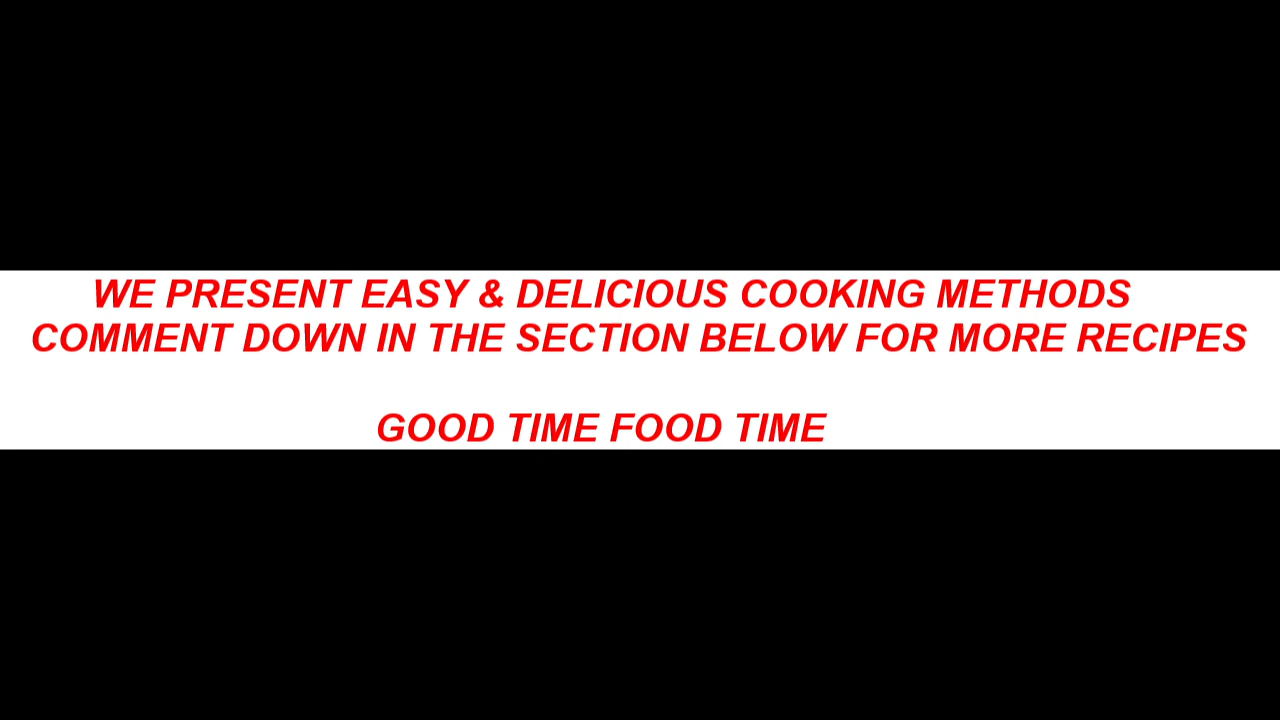 WE PRESENT EASY & DELICIOUS COOKING METHODS
COMMENT DOWN IN THE SECTION BELOW FOR MORE RECIPES
GOOD TIME FOOD TIME